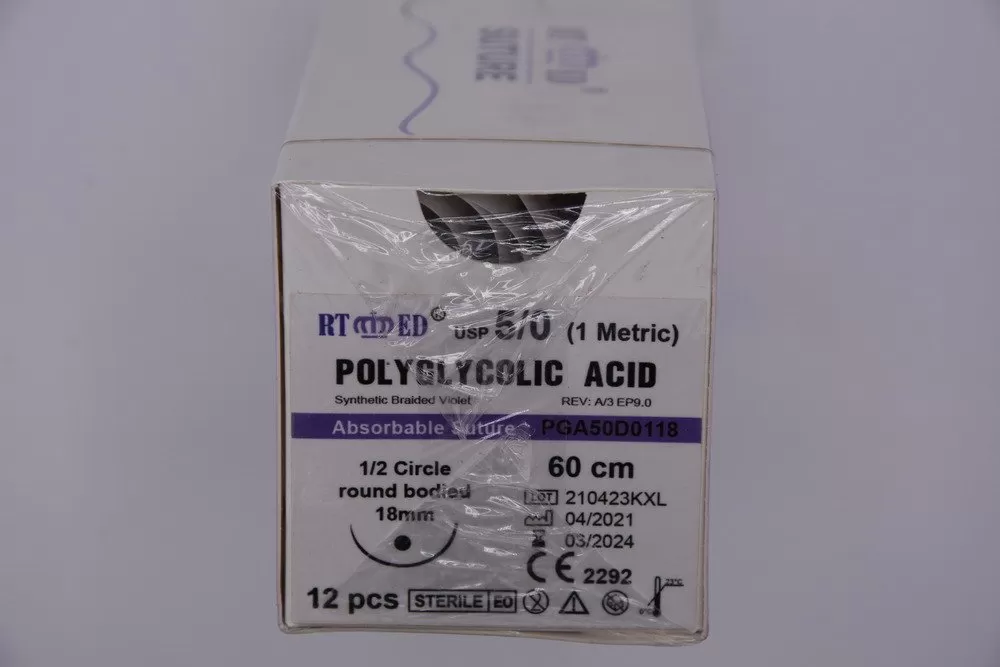 SUTURE
RT MED®
USP 5/0 (1 Metric)
POLYGLYCOLIC ACID
Synthetic Braided Violet
REV: A/3 EP9.0
Absorbable Suture
PGA50D0118
1/2 Circle
round bodied
18mm
60 cm
LOT 210423KXL
04/2021
03/2024
CE 2292
12 pcs
STERILE EO